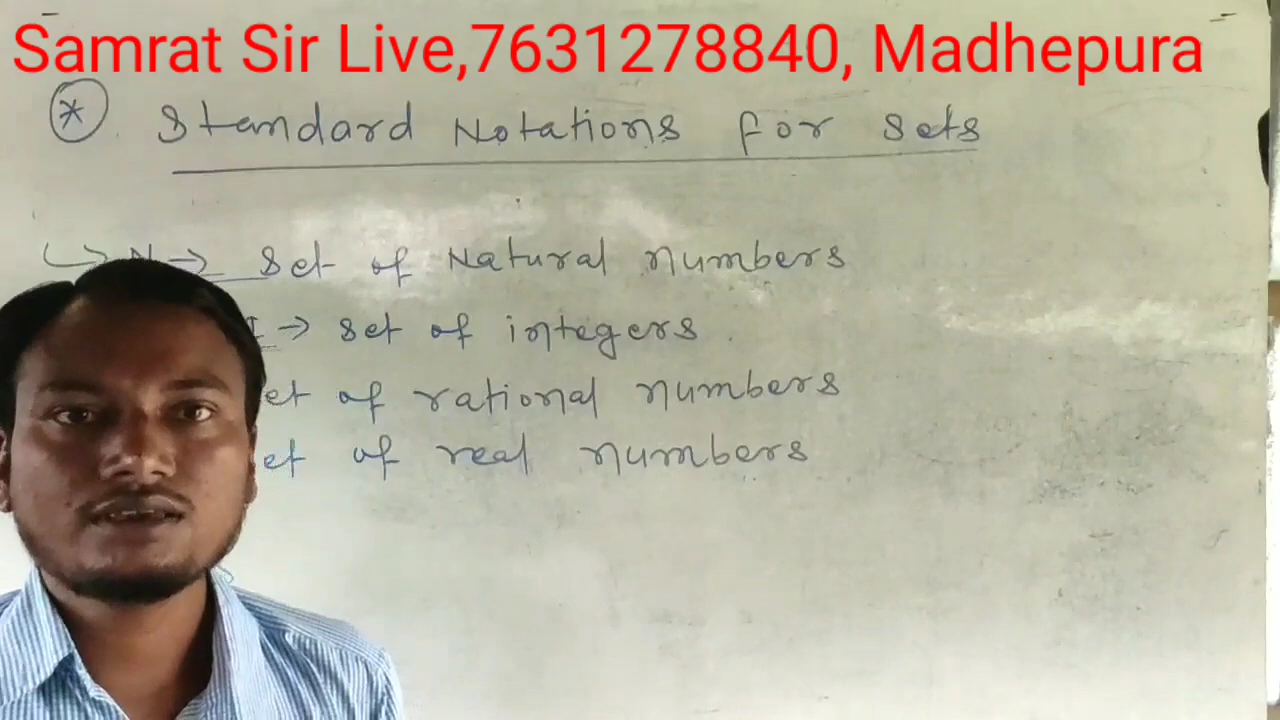 Samrat Sir Live,7631278840, Madhepura
* Standard Notations for sets
↳ N → Set of Natural numbers
I → set of integers.
et of rational numbers
et of real numbers